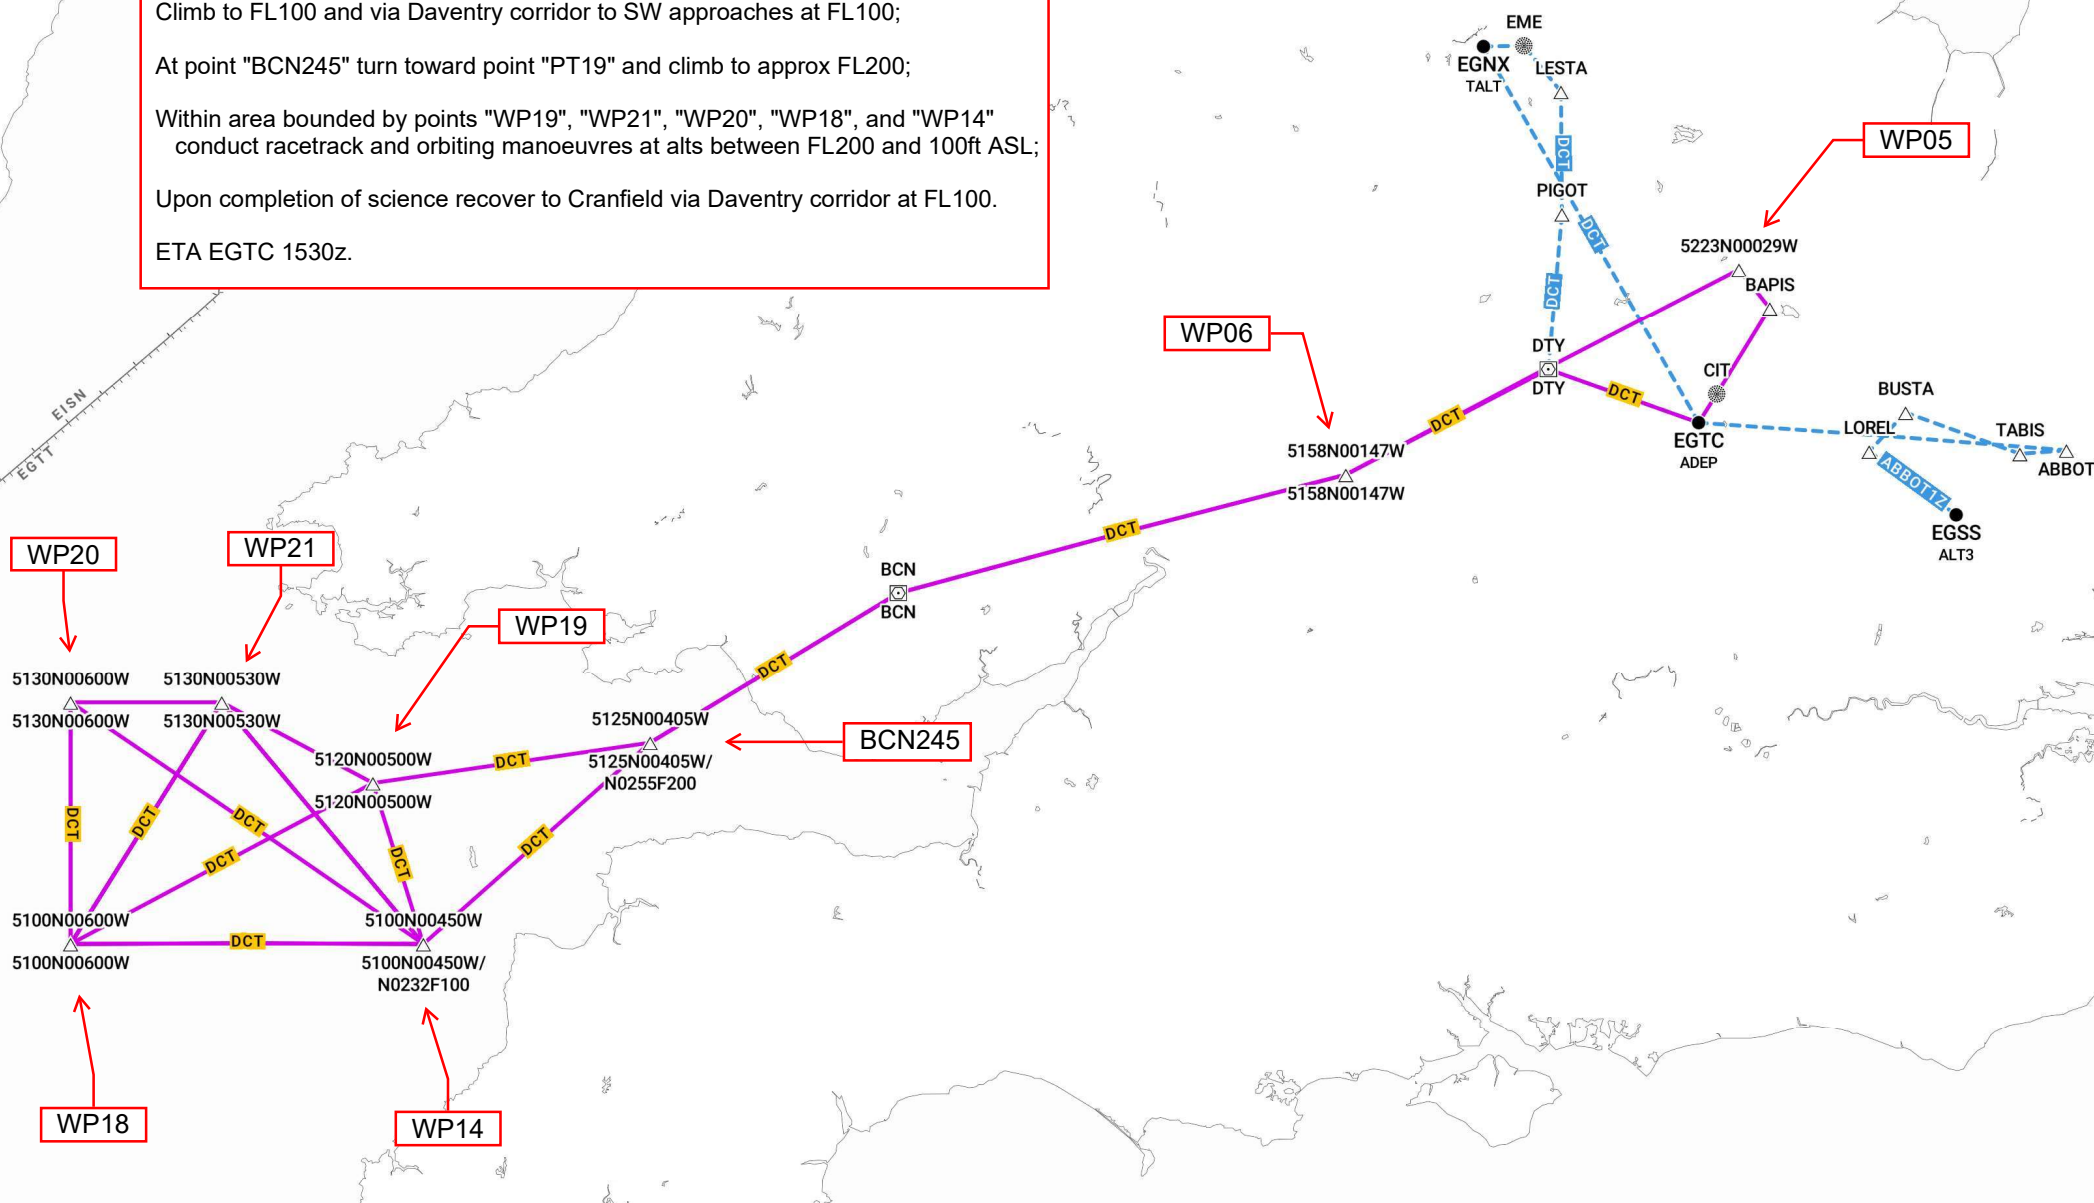 Climb to FL100 and via Daventry corridor to SW approaches at FL100;
At point "BCN245" turn toward point "PT19" and climb to approx FL200;
Within area bounded by points "WP19", "WP21", "WP20", "WP18", and "WP14"
conduct racetrack and orbiting manoeuvres at alts between FL200 and 100ft ASL;
Upon completion of science recover to Cranfield via Daventry corridor at FL100.
ETA EGTC 1530z.
EME
EGNX
TALT
LESTA
DCT
PIGOT
DCT
DCT
WP05
5223N00029W
BAPIS
WP06
DTY
DTY
DCT
CIT
EGTC
ADEP
BUSTA
LOREL
TABIS
ABBOT
ABBOT1Z
EGSS
ALT3
EISN
EGTT
DCT
5158N00147W
5158N00147W
DCT
BCN
BCN
DCT
WP20
WP21
WP19
5130N00600W
5130N00600W
5130N00530W
5130N00530W
5125N00405W
5125N00405W/
N0255F200
BCN245
5120N00500W
5120N00500W
DCT
DCT
DCT
DCT
DCT
DCT
DCT
5100N00600W
5100N00600W
DCT
5100N00450W
5100N00450W/
N0232F100
WP18
WP14